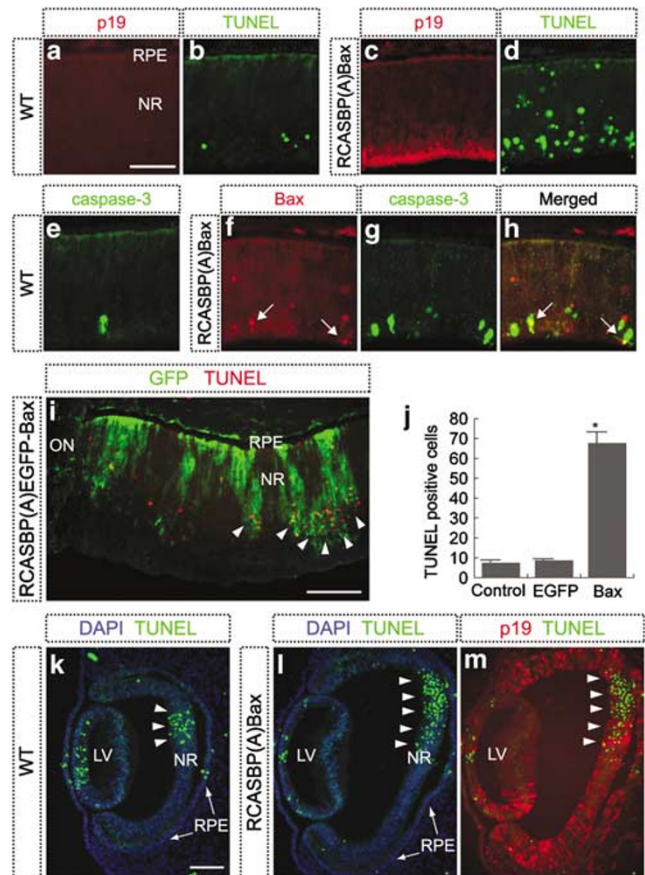 p19 TUNEL p19 TUNEL
WT
a RPE NR
b
RCASBP(A)Bax
c
d
caspase-3 Bax caspase-3 Merged
WT
e
RCASBP(A)Bax
f
g
h
GFP TUNEL
RCASBP(A)EGFP-Bax
i
ON RPE NR
j
TUNEL positive cells
80
70
60
50
40
30
20
10
0
*
Control EGFP Bax
DAPI TUNEL DAPI TUNEL p19 TUNEL
WT
k
LV NR RPE
RCASBP(A)Bax
l
LV NR RPE
m
LV